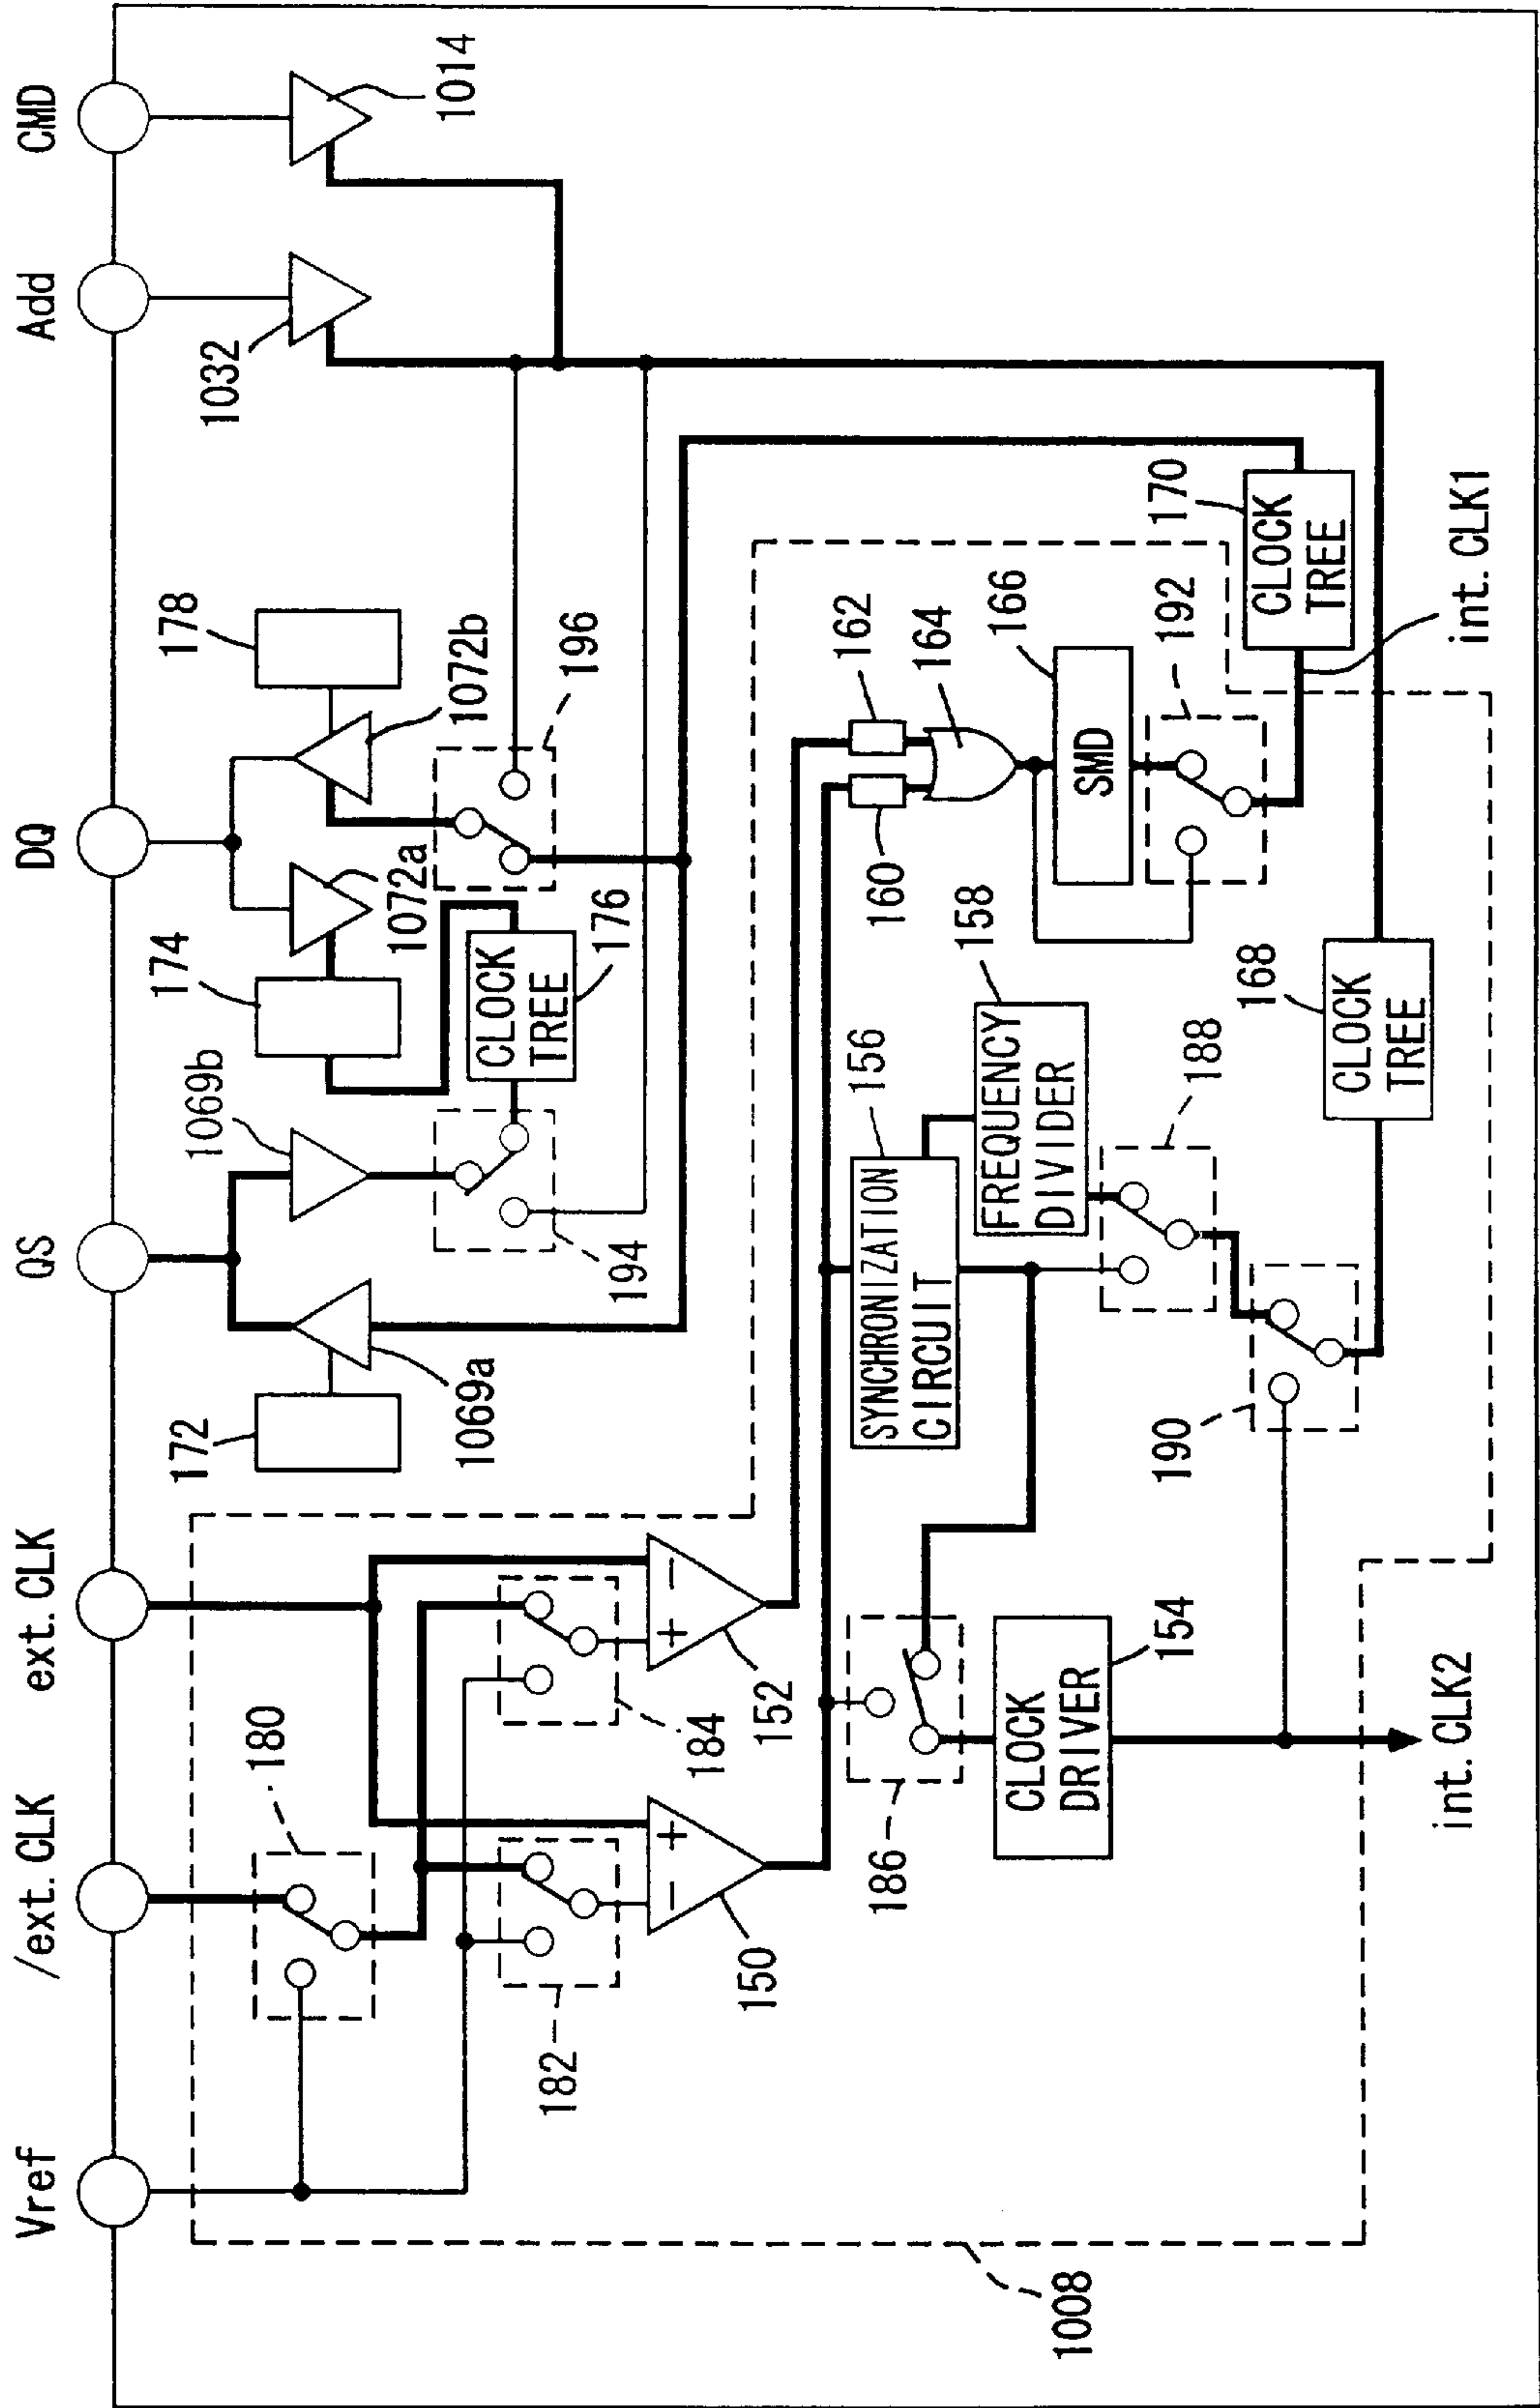 Vref
/ext.CLK
ext.CLK
QS
DQ
Add
CMD
180
172
1069a
1069b
174
1072a
1072b
178
1032
1014
182
184
194
CLOCK
TREE
176
196
150
152
186
SYNCHRONIZATION
CIRCUIT
156
FREQUENCY
DIVIDER
158
160
162
164
SMD
166
CLOCK
DRIVER
154
188
190
192
CLOCK
TREE
170
CLOCK
TREE
168
int.CLK1
int.CLK2
1008
+
−
+
−